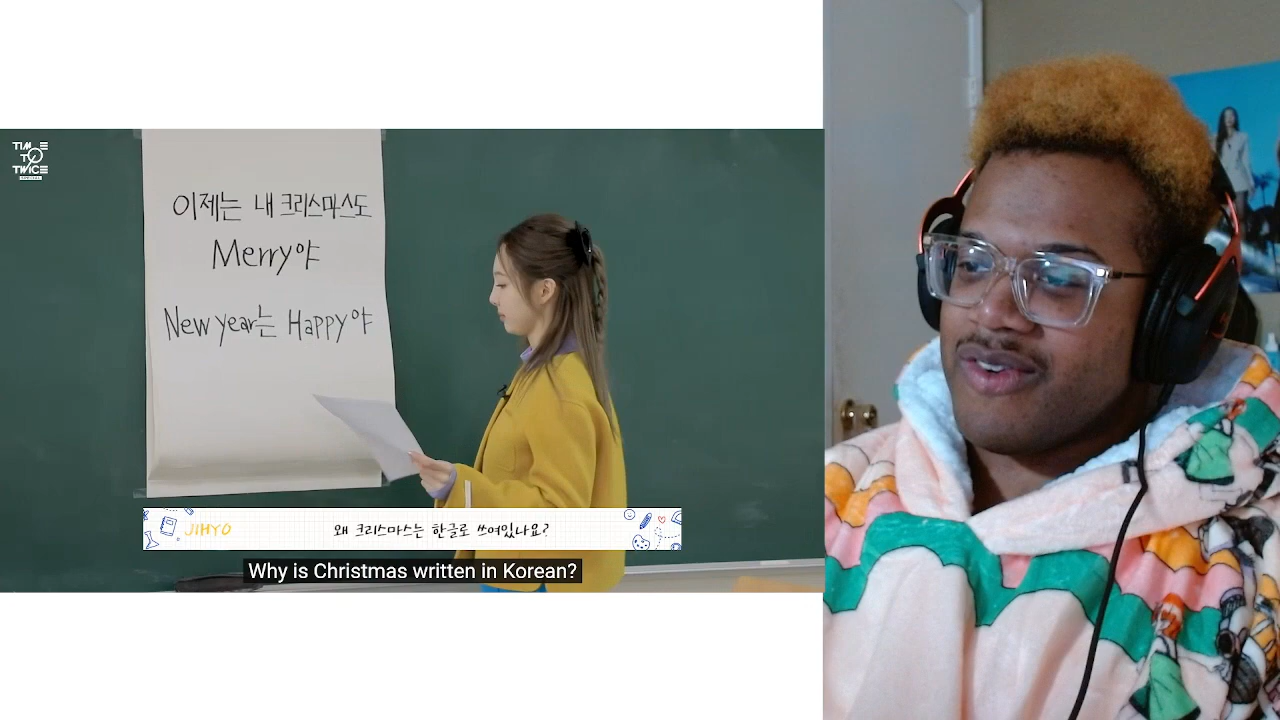 TIME
TO
TWICE
이제는 내 크리스마스도
Merry야
New year는 Happy야
JIHYO 왜 크리스마스는 한글로 쓰여있나요?
Why is Christmas written in Korean?